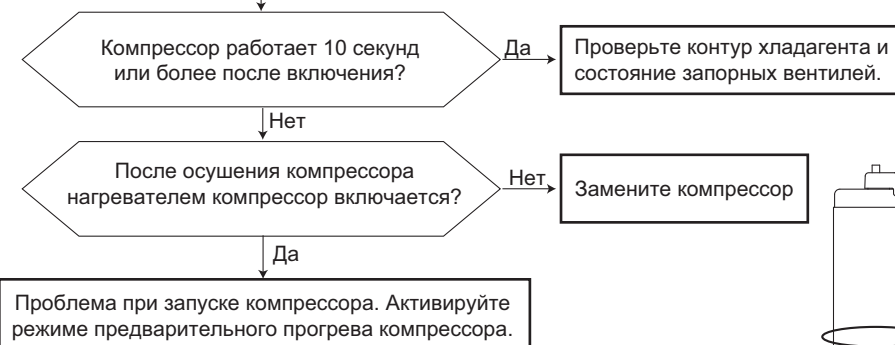 Компрессор работает 10 секунд
или более после включения?
Да
Проверьте контур хладагента и
состояние запорных вентилей.
Нет
После осушения компрессора
нагревателем компрессор включается?
Нет
Замените компрессор
Да
Проблема при запуске компрессора. Активируйте
режиме предварительного прогрева компрессора.